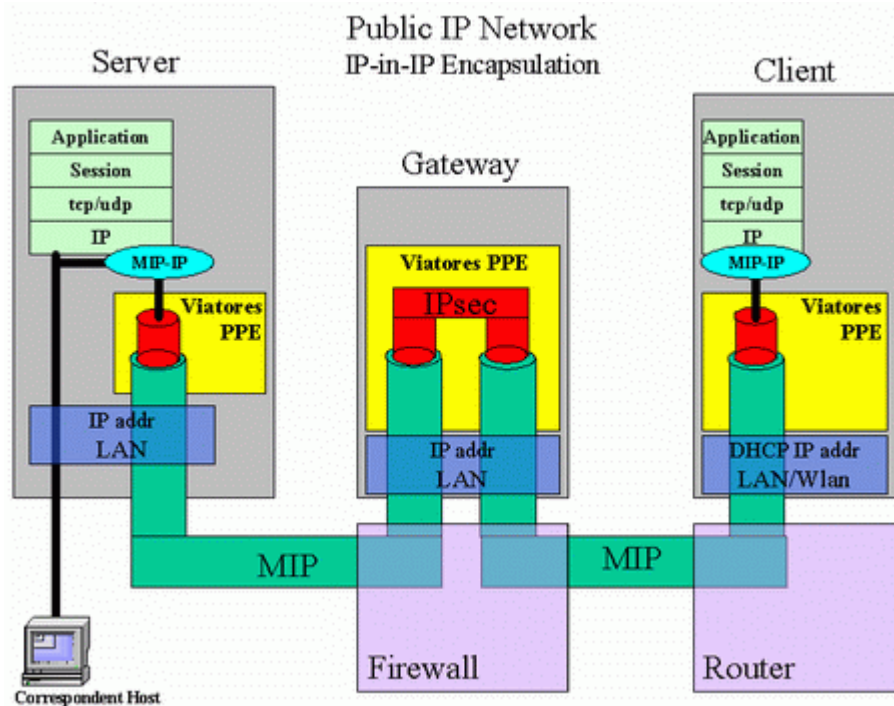 Public IP Network
IP-in-IP Encapsulation
Server
Application
Session
tcp/udp
IP
MIP-IP
Viatores
PPE
IP addr
LAN
Correspondent Host
Gateway
Viatores PPE
IPsec
IP addr
LAN
Client
Application
Session
tcp/udp
IP
MIP-IP
Viatores
PPE
DHCP IP addr
LAN/Wlan
MIP
MIP
Firewall
Router